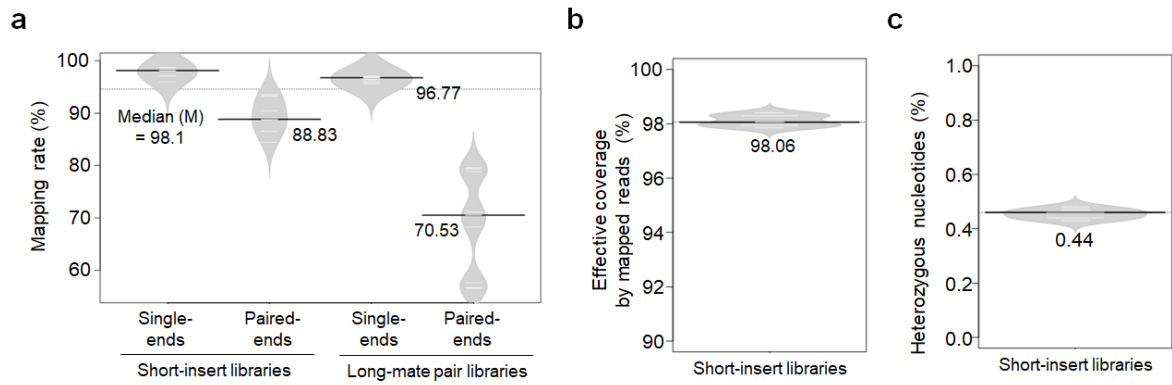 a
Mapping rate (%)
100
90
80
70
60
Median (M)
= 98.1
88.83
96.77
70.53
Single-
ends
Paired-
ends
Single-
ends
Paired-
ends
Short-insert libraries
Long-mate pair libraries
b
Effective coverage
by mapped reads (%)
100
98
96
94
92
90
98.06
Short-insert libraries
c
Heterozygous nucleotides (%)
1.0
0.8
0.6
0.4
0.2
0.0
0.44
Short-insert libraries